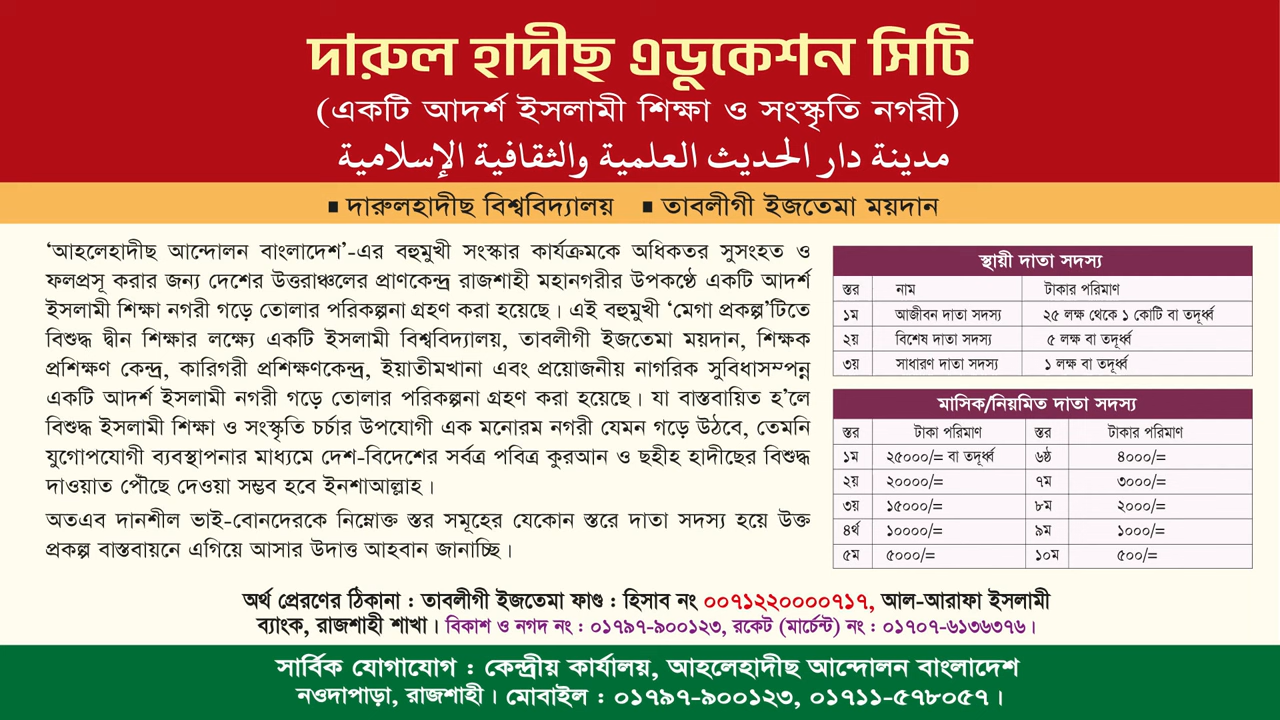 দারুল হাদীছ এডুকেশন সিটি
(একটি আদর্শ ইসলামী শিক্ষা ও সংস্কৃতি নগরী)
مدينة دار الحديث العلمية والثقافية الإسلامية
■ দারুলহাদীছ বিশ্ববিদ্যালয় ■ তাবলীগী ইজতেমা ময়দান
‘আহলেহাদীছ আন্দোলন বাংলাদেশ’-এর বহুমুখী সংস্কার কার্যক্রমকে অধিকতর সুসংহত ও
ফলপ্রসূ করার জন্য দেশের উত্তরাঞ্চলের প্রাণকেন্দ্র রাজশাহী মহানগরীর উপকণ্ঠে একটি আদর্শ
ইসলামী শিক্ষা নগরী গড়ে তোলার পরিকল্পনা গ্রহণ করা হয়েছে। এই বহুমুখী ‘মেগা প্রকল্প’টিতে
বিশুদ্ধ দ্বীন শিক্ষার লক্ষ্যে একটি ইসলামী বিশ্ববিদ্যালয়, তাবলীগী ইজতেমা ময়দান, শিক্ষক
প্রশিক্ষণ কেন্দ্র, কারিগরী প্রশিক্ষণকেন্দ্র, ইয়াতীমখানা এবং প্রয়োজনীয় নাগরিক সুবিধাসম্পন্ন
একটি আদর্শ ইসলামী নগরী গড়ে তোলার পরিকল্পনা গ্রহণ করা হয়েছে। যা বাস্তবায়িত হ’লে
বিশুদ্ধ ইসলামী শিক্ষা ও সংস্কৃতি চর্চার উপযোগী এক মনোরম নগরী যেমন গড়ে উঠবে, তেমনি
যুগোপযোগী ব্যবস্থাপনার মাধ্যমে দেশ-বিদেশের সর্বত্র পবিত্র কুরআন ও ছহীহ হাদীছের বিশুদ্ধ
দাওয়াত পৌঁছে দেওয়া সম্ভব হবে ইনশাআল্লাহ।
অতএব দানশীল ভাই-বোনদেরকে নিম্নোক্ত স্তর সমূহের যেকোন স্তরে দাতা সদস্য হয়ে উক্ত
প্রকল্প বাস্তবায়নে এগিয়ে আসার উদাত্ত আহবান জানাচ্ছি।
স্থায়ী দাতা সদস্য
স্তর নাম টাকার পরিমাণ
১ম আজীবন দাতা সদস্য ২৫ লক্ষ থেকে ১ কোটি বা তদূর্ধ্ব
২য় বিশেষ দাতা সদস্য ৫ লক্ষ বা তদূর্ধ্ব
৩য় সাধারণ দাতা সদস্য ১ লক্ষ বা তদূর্ধ্ব
মাসিক/নিয়মিত দাতা সদস্য
স্তর টাকা পরিমাণ স্তর টাকার পরিমাণ
১ম ২৫০০০/= বা তদূর্ধ্ব ৬ষ্ঠ ৪০০০/=
২য় ২০০০০/= ৭ম ৩০০০/=
৩য় ১৫০০০/= ৮ম ২০০০/=
৪র্থ ১০০০০/= ৯ম ১০০০/=
৫ম ৫০০০/= ১০ম ৫০০/=
অর্থ প্রেরণের ঠিকানা : তাবলীগী ইজতেমা ফাণ্ড : হিসাব নং ০০৭১২২০০০০৭১৭, আল-আরাফা ইসলামী
ব্যাংক, রাজশাহী শাখা। বিকাশ ও নগদ নং : ০১৭৯৭-৯০০১২৩, রকেট (মার্চেন্ট) নং : ০১৭০৭-৬১৩৬৩৭৬।
সার্বিক যোগাযোগ : কেন্দ্রীয় কার্যালয়, আহলেহাদীছ আন্দোলন বাংলাদেশ
নওদাপাড়া, রাজশাহী। মোবাইল : ০১৭৯৭-৯০০১২৩, ০১৭১১-৫৭৮০৫৭।